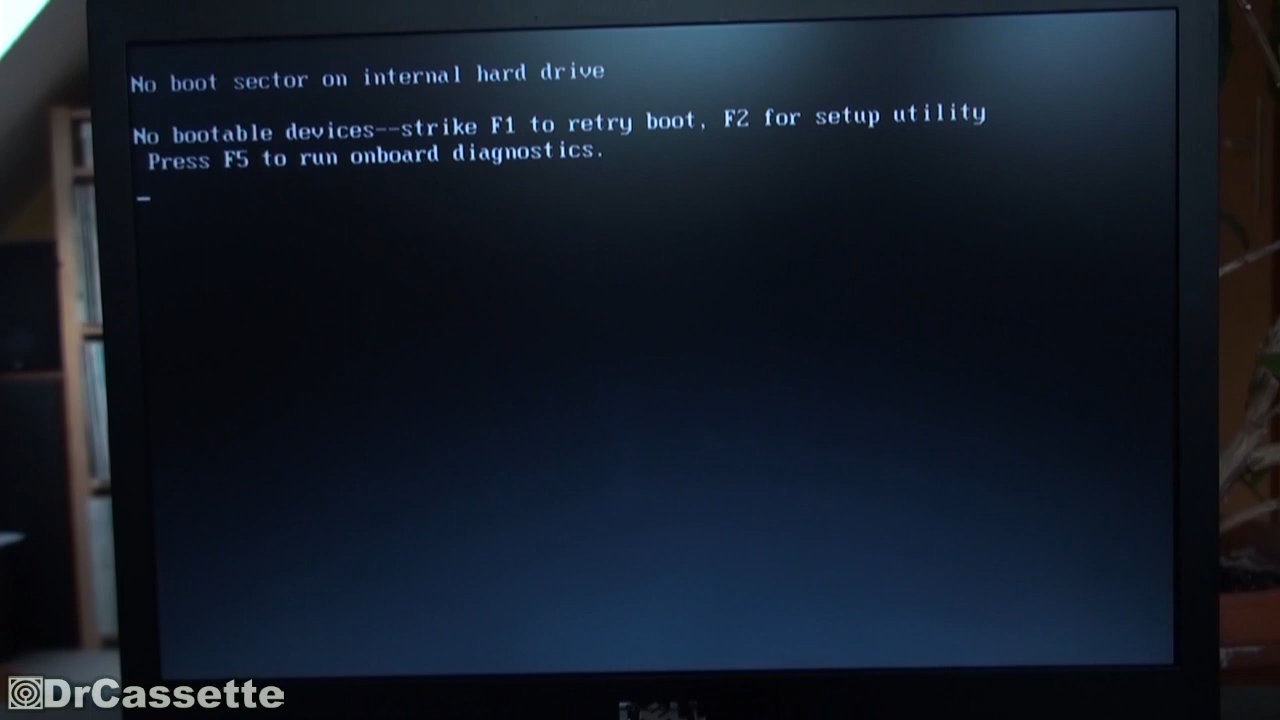 No boot sector on internal hard drive
No bootable devices--strike F1 to retry boot, F2 for setup utility
Press F5 to run onboard diagnostics.
DrCassette